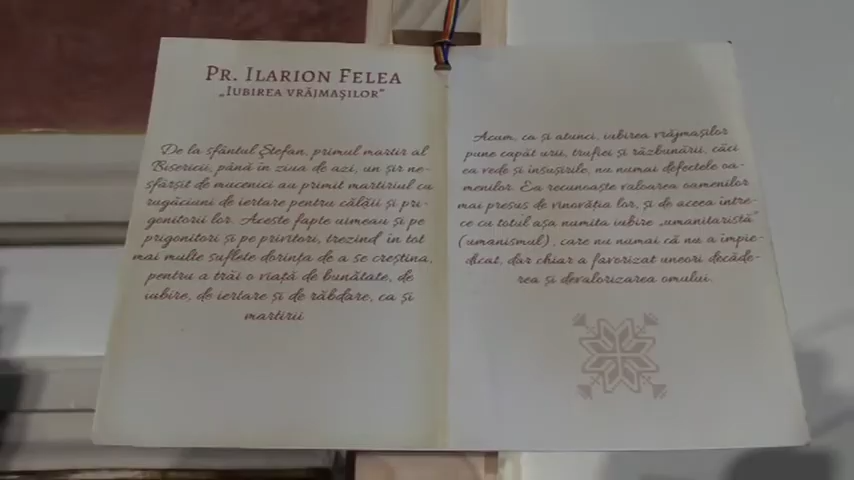 Pr. Ilarion Felea
„Iubirea vrăjmașilor”
De la sfântul Ștefan, primul martir al
Bisericii, până în ziua de azi, un șir ne-
sfârșit de mucenici au primit martiriul cu
rugăciuni de iertare pentru călăii și pri-
gonitorii lor. Aceste fapte uimeau și pe
prigonitori și pe privitori, trezind în tot
mai multe suflete dorința de a se creștina,
pentru a trăi o viață de bunătate, de
iubire, de iertare și de răbdare, ca și
martirii
Acum, ca și atunci, iubirea vrăjmașilor
pune capăt urii, trufiei și răzbunării, căci
ea vede și însușirile, nu numai defectele oa-
menilor. Ea recunoaște valoarea oamenilor
mai presus de vinovăția lor, și de aceea între-
ce cu totul așa numita iubire „umanitaristă”
(umanismul), care nu numai că nu a împie-
dicat, dar chiar a favorizat uneori decăde-
rea și devalorizarea omului.